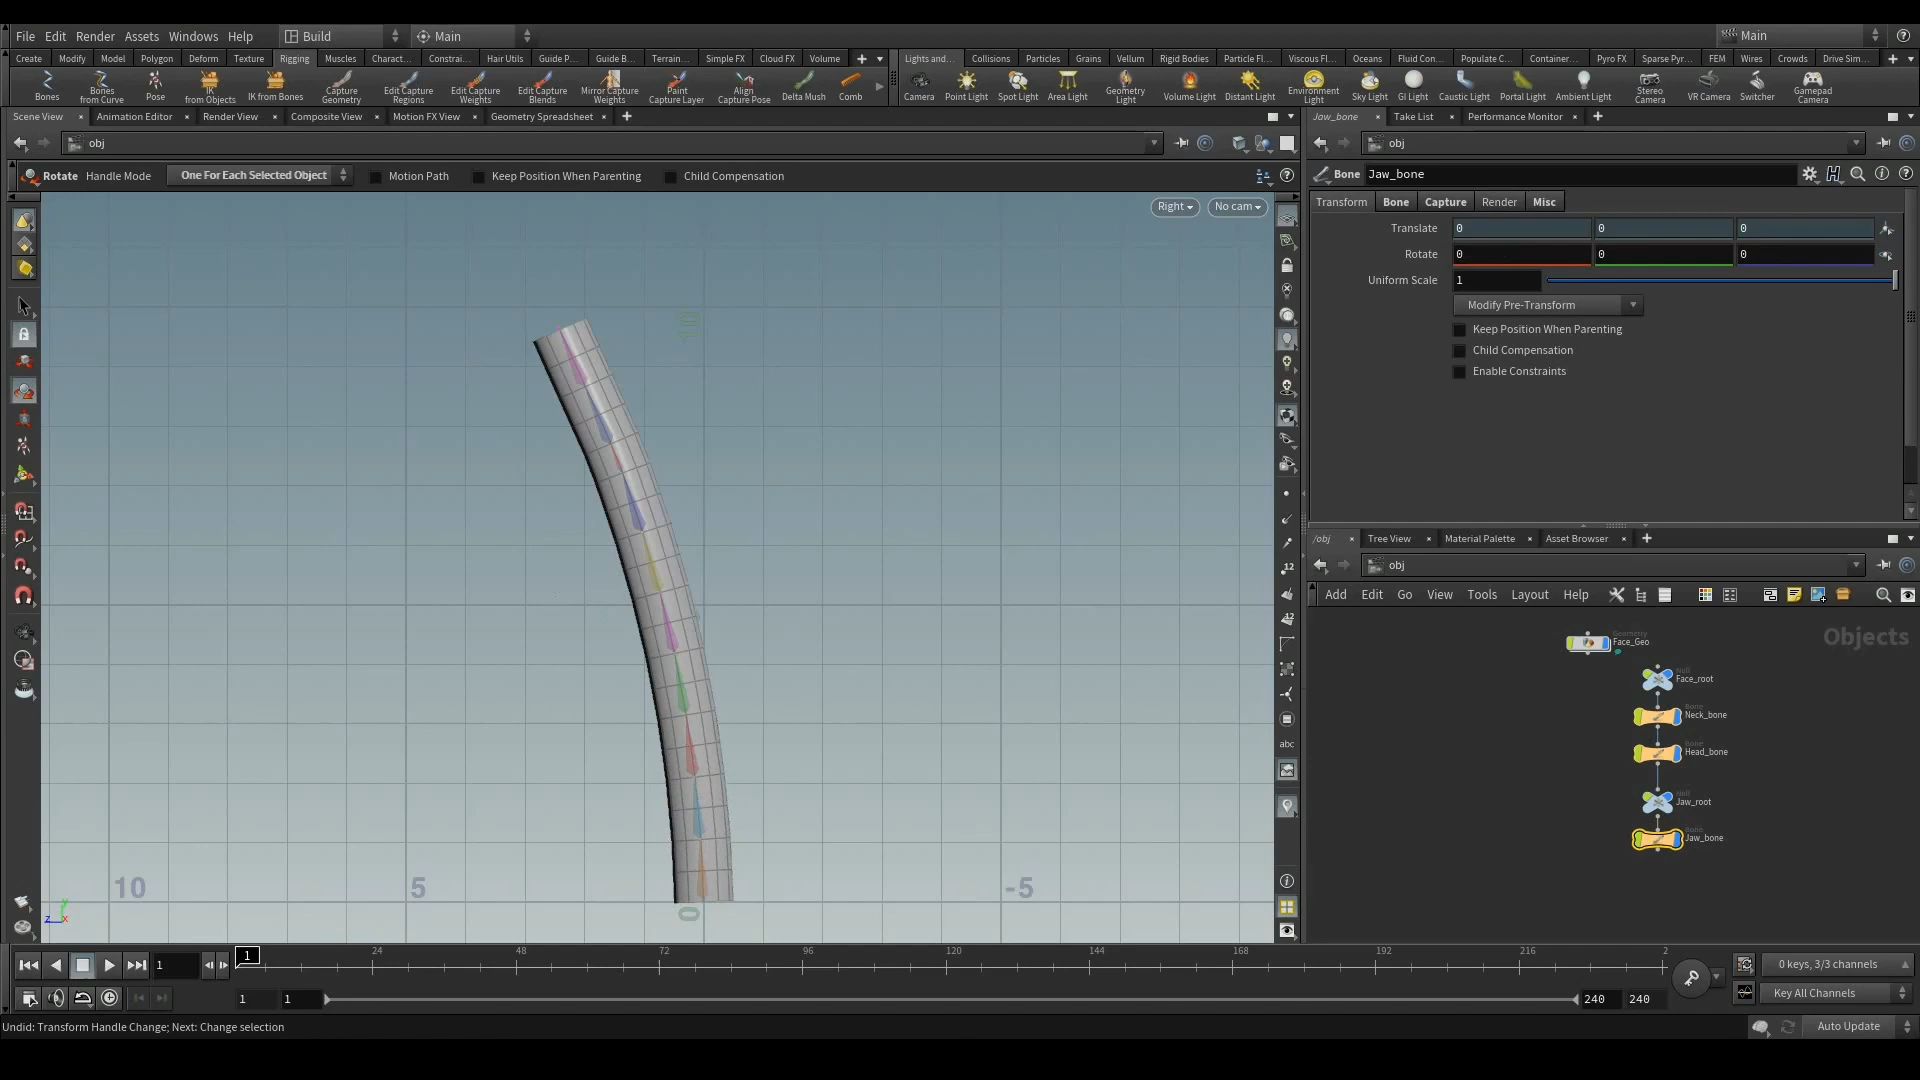 File Edit Render Assets Windows Help Build Main Main
Create Modify Model Polygon Deform Texture Rigging Muscles Charact... Constrai... Hair Utils Guide P... Guide B... Terrain... Simple FX Cloud FX Volume
Lights and... Collisions Particles Grains Vellum Rigid Bodies Particle Fl... Viscous Fl... Oceans Fluid Con... Populate C... Container... Pyro FX Sparse Pyr... FEM Wires Crowds Drive Sim...
Bones
Bones from Curve
Pose
IK from Objects
IK from Bones
Capture Geometry
Edit Capture Regions
Edit Capture Weights
Edit Capture Blends
Mirror Capture Weights
Paint Capture Layer
Align Capture Pose
Delta Mush
Comb
Camera
Point Light
Spot Light
Area Light
Geometry Light
Volume Light
Distant Light
Environment Light
Sky Light
GI Light
Caustic Light
Portal Light
Ambient Light
Stereo Camera
VR Camera
Switcher
Gamepad Camera
Scene View Animation Editor Render View Composite View Motion FX View Geometry Spreadsheet
Jaw_bone Take List Performance Monitor
obj
obj
Rotate Handle Mode One For Each Selected Object Motion Path Keep Position When Parenting Child Compensation
Bone Jaw_bone
Right No cam
Transform Bone Capture Render Misc
Translate 0 0 0
Rotate 0 0 0
Uniform Scale 1
Modify Pre-Transform
Keep Position When Parenting
Child Compensation
Enable Constraints
10
/obj Tree View Material Palette Asset Browser
obj
Add Edit Go View Tools Layout Help
Objects
Geometry
Face_Geo
Null
Face_root
Bone
Neck_bone
Bone
Head_bone
Null
Jaw_root
Bone
Jaw_bone
12
12
abc
10 5 0 -5
y
z x
1 1 24 48 72 96 120 144 168 192 216 2
0 keys, 3/3 channels
1 1 240 240
Key All Channels
Undid: Transform Handle Change; Next: Change selection
Auto Update